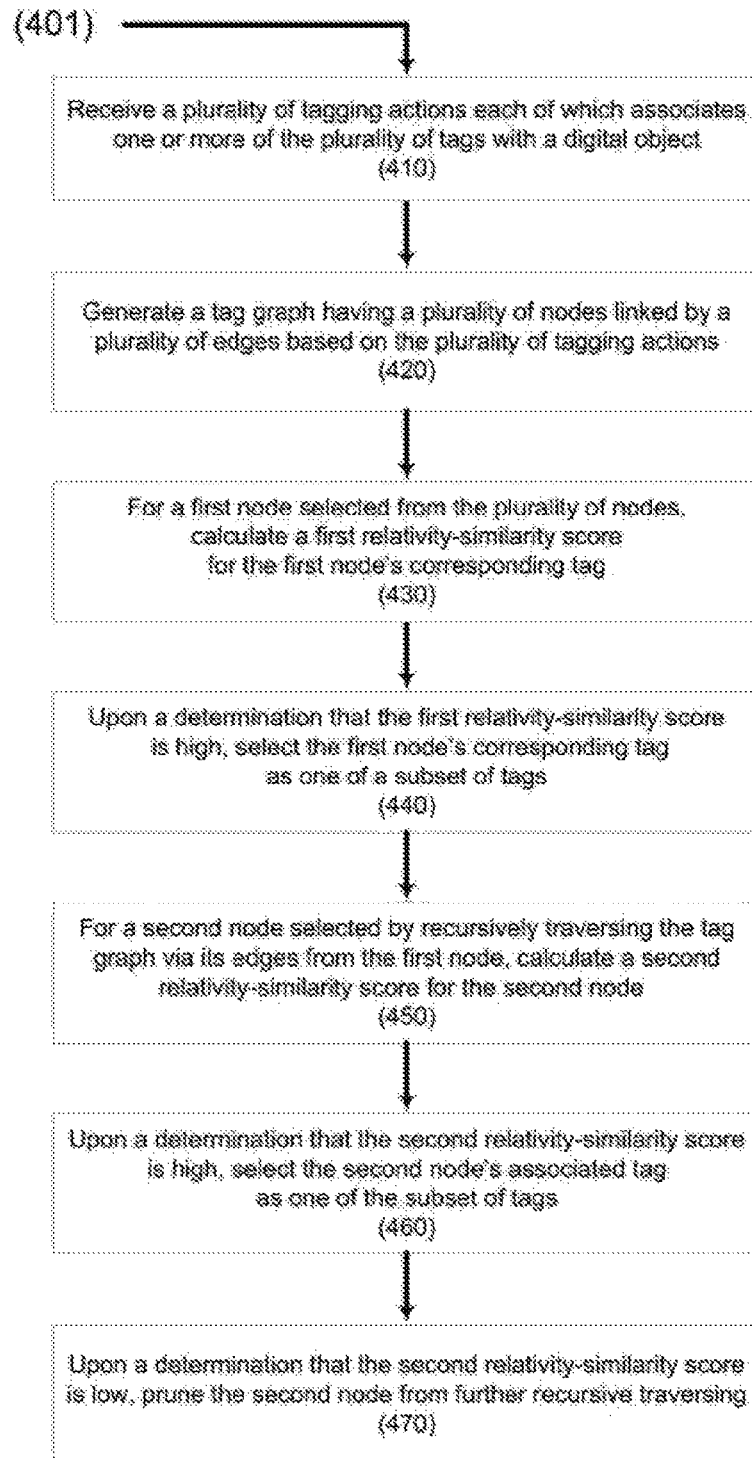 (401)
Receive a plurality of tagging actions each of which associates
one or more of the plurality of tags with a digital object
(410)
Generate a tag graph having a plurality of nodes linked by a
plurality of edges based on the plurality of tagging actions
(420)
For a first node selected from the plurality of nodes,
calculate a first relativity-similarity score
for the first node's corresponding tag
(430)
Upon a determination that the first relativity-similarity score
is high, select the first node's corresponding tag
as one of a subset of tags
(440)
For a second node selected by recursively traversing the tag
graph via its edges from the first node, calculate a second
relativity-similarity score for the second node
(450)
Upon a determination that the second relativity-similarity score
is high, select the second node's associated tag
as one of the subset of tags
(460)
Upon a determination that the second relativity-similarity score
is low, prune the second node from further recursive traversing
(470)